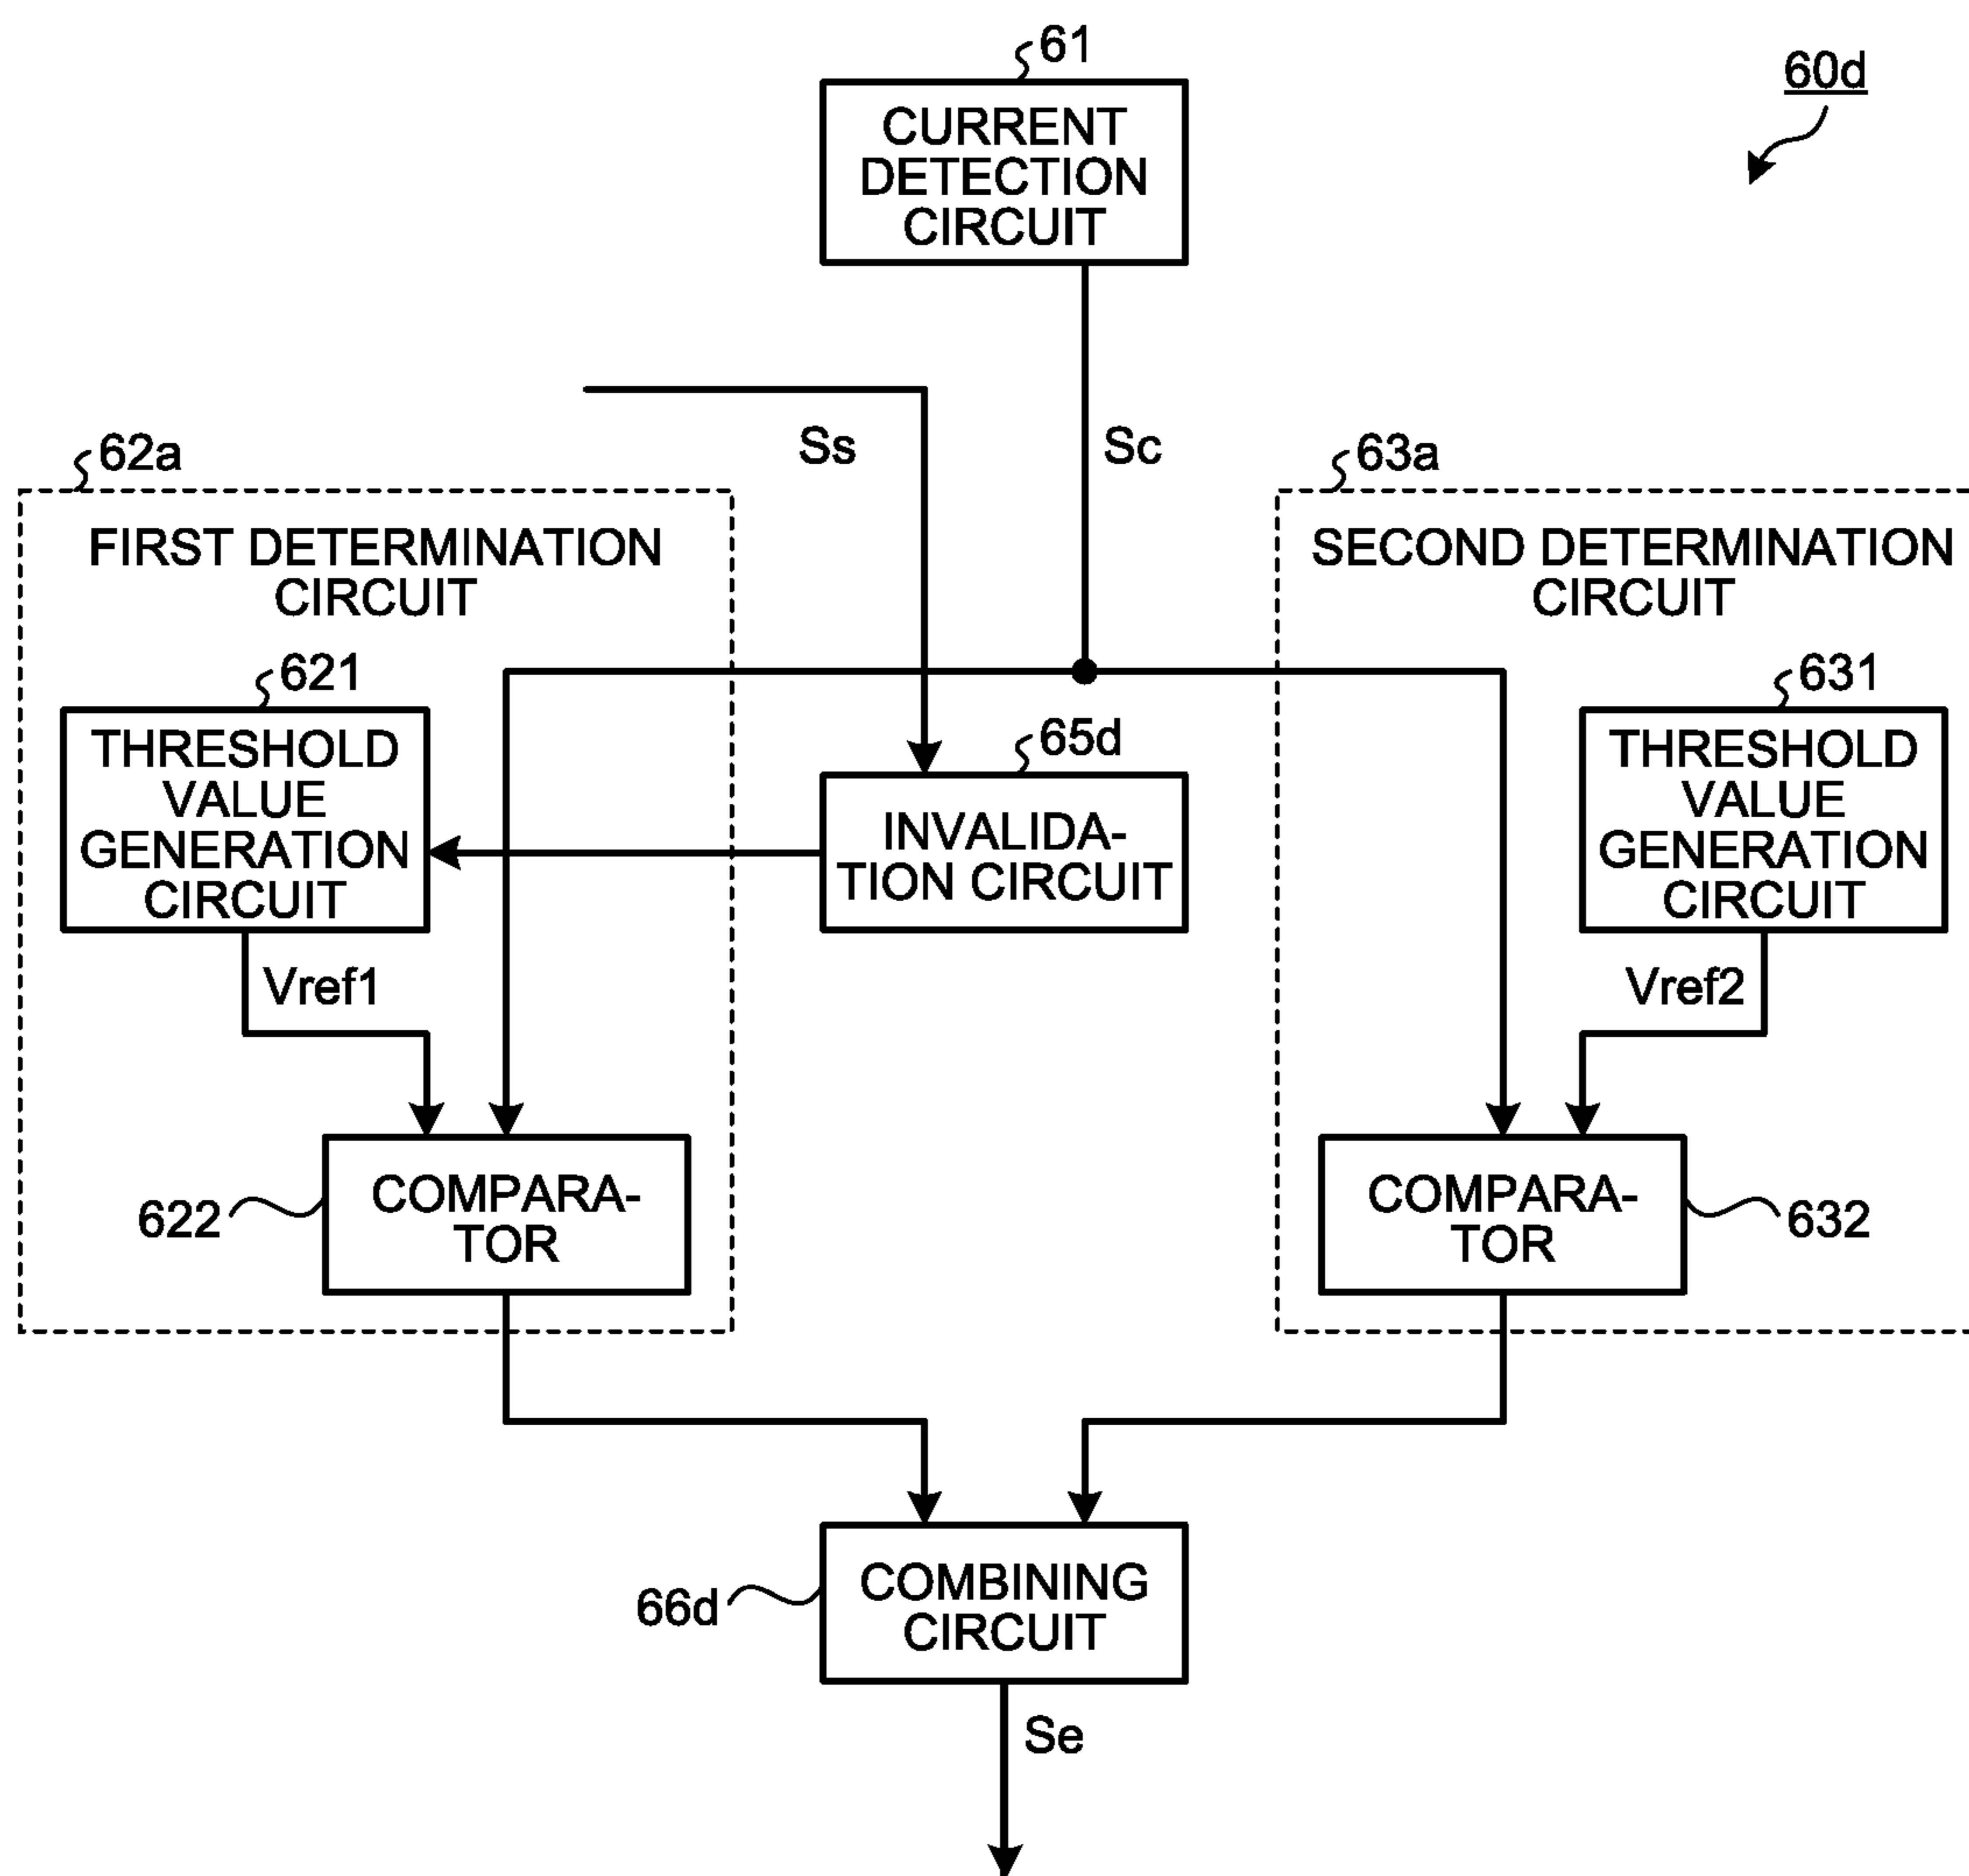 61
60d
CURRENT
DETECTION
CIRCUIT
Ss
Sc
62a
63a
FIRST DETERMINATION
CIRCUIT
SECOND DETERMINATION
CIRCUIT
621
631
65d
THRESHOLD
VALUE
GENERATION
CIRCUIT
INVALIDA-
TION CIRCUIT
THRESHOLD
VALUE
GENERATION
CIRCUIT
Vref1
Vref2
622
COMPARA-
TOR
COMPARA-
TOR
632
66d
COMBINING
CIRCUIT
Se